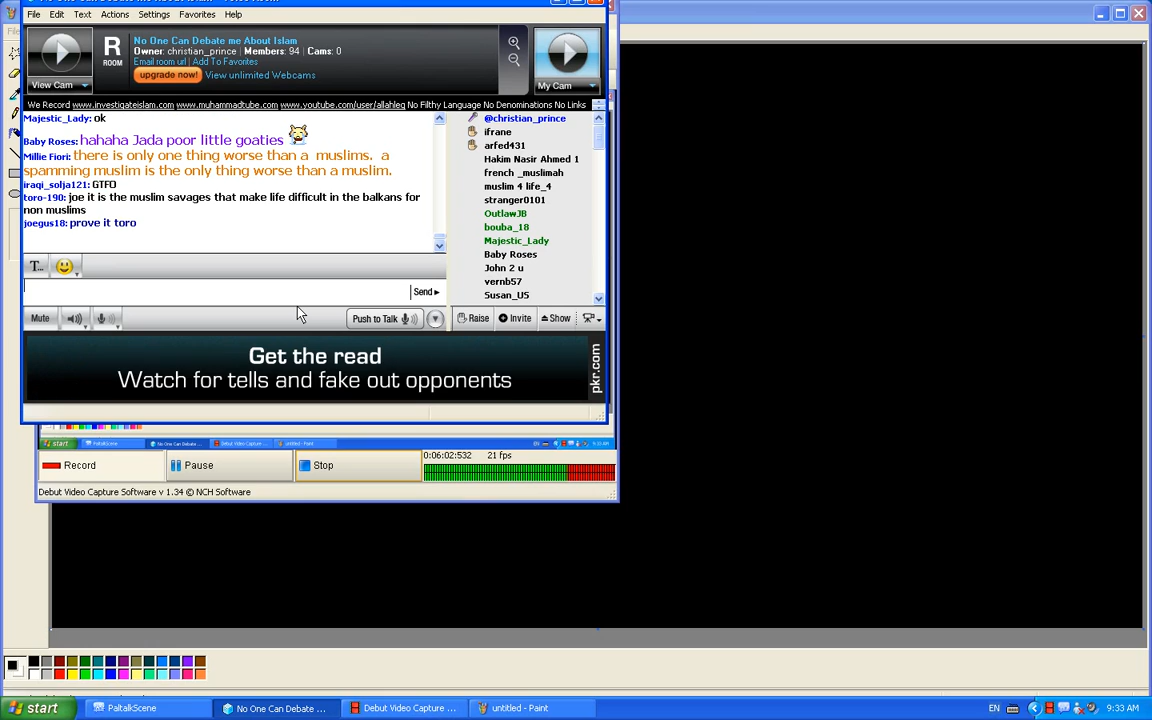 File Edit Text Actions Settings Favorites Help
No One Can Debate me About Islam
R ROOM
Owner: christian_prince | Members: 94 | Cams: 0
Email room url | Add To Favorites
upgrade now! View unlimited Webcams
View Cam
My Cam
We Record www.investigateislam.com www.muhammadtube.com www.youtube.com/user/allahleg No Filthy Language No Denominations No Links
Majestic_Lady: ok
Baby Roses: hahaha Jada poor little goaties
Millie Fiori: there is only one thing worse than a muslims. a
spamming muslim is the only thing worse than a muslim.
iraqi_solja121: GTFO
toro-190: joe it is the muslim savages that make life difficult in the balkans for
non muslims
joegus18: prove it toro
@christian_prince
ifrane
arfed431
Hakim Nasir Ahmed 1
french _muslimah
muslim 4 life_4
stranger0101
OutlawJB
bouba_18
Majestic_Lady
Baby Roses
John 2 u
vernb57
Susan_US
T...
Send
Mute
Push to Talk
Raise Invite Show
Get the read
Watch for tells and fake out opponents
pkr.com
start
Record Pause Stop
0:06:02:532 21 fps
Debut Video Capture Software v 1.34 © NCH Software
start PaltalkScene No One Can Debate ... Debut Video Capture ... untitled - Paint EN 9:33 AM